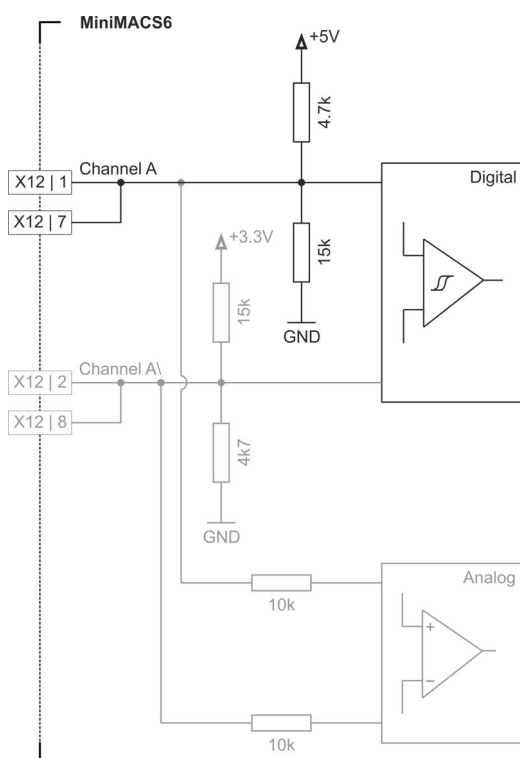 MiniMACS6
+5V
4.7k
Channel A
X12 | 1
Digital
X12 | 7
+3.3V
15k
15k
GND
Channel A\
X12 | 2
X12 | 8
4k7
GND
Analog
10k
+
−
10k